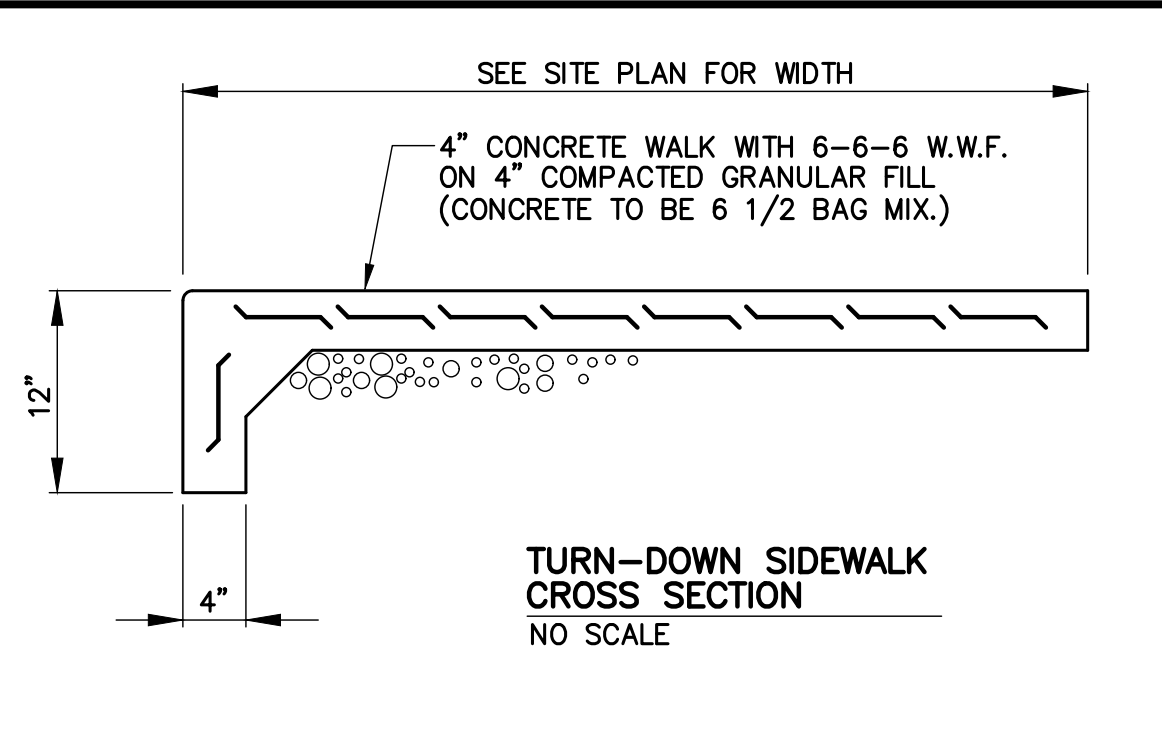 SEE SITE PLAN FOR WIDTH
4" CONCRETE WALK WITH 6-6-6 W.W.F.
ON 4" COMPACTED GRANULAR FILL
(CONCRETE TO BE 6 1/2 BAG MIX.)
12"
4"
TURN-DOWN SIDEWALK
CROSS SECTION
NO SCALE